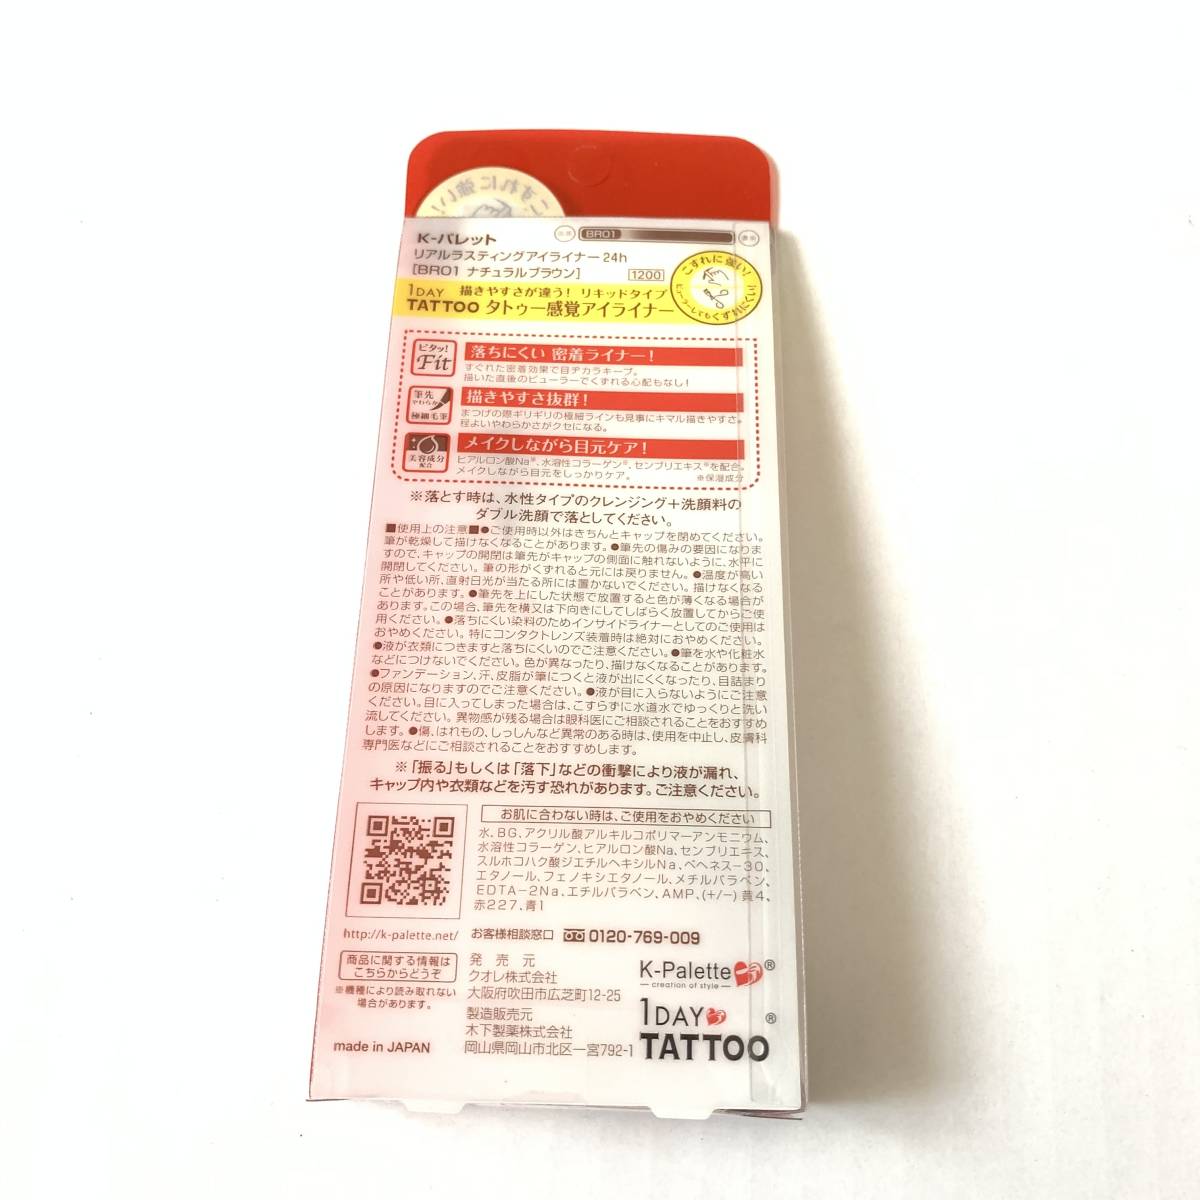 K-パレット
BR01
リアルラスティングアイライナー 24h
[BR01 ナチュラルブラウン]
1200
こすれに強い!
ビューラーしてもくずれにくい!
1DAY 描きやすさが違う! リキッドタイプ
TATTOO タトゥー感覚アイライナー
ピタッ!
Fit
落ちにくい 密着ライナー!
すぐれた密着効果で目ヂカラキープ。
描いた直後のビューラーでくずれる心配もなし!
筆先
やわらか
極細毛筆
描きやすさ抜群!
まつげの際ギリギリの極細ラインも見事にキマル描きやすさ。
程よいやわらかさがクセになる。
美容成分
配合
メイクしながら目元ケア!
ヒアルロン酸Na※、水溶性コラーゲン※、センブリエキス※を配合。
メイクしながら目元をしっかりケア。
※保湿成分
※落とす時は、水性タイプのクレンジング+洗顔料の
ダブル洗顔で落としてください。
■使用上の注意■●ご使用時以外はきちんとキャップを閉めてください。
筆が乾燥して描けなくなることがあります。●筆先の傷みの要因になりま
すので、キャップの開閉は筆先がキャップの側面に触れないように、水平に
開閉してください。筆の形がくずれると元には戻りません。●温度が高い
所や低い所、直射日光が当たる所には置かないでください。描けなくなる
ことがあります。●筆先を上にした状態で放置すると色が薄くなる場合が
あります。この場合、筆先を横又は下向きにしてしばらく放置してからご使
用ください。●落ちにくい染料のためインサイドライナーとしてのご使用は
おやめください。特にコンタクトレンズ装着時は絶対におやめください。
●液が衣類につきますと落ちにくいのでご注意ください。●筆を水や化粧水
などにつけないでください。色が異なったり、描けなくなることがあります。
●ファンデーション、汗、皮脂が筆につくと液が出にくくなったり、目詰まり
の原因になりますのでご注意ください。●液が目に入らないようにご注意
ください。目に入ってしまった場合は、こすらずに水道水でゆっくりと洗い
流してください。異物感が残る場合は眼科医にご相談されることをおすすめ
します。●傷、はれもの、しっしんなど異常のある時は、使用を中止し、皮膚科
専門医などにご相談されることをおすすめします。
※「振る」もしくは「落下」などの衝撃により液が漏れ、
キャップ内や衣類などを汚す恐れがあります。ご注意ください。
お肌に合わない時は、ご使用をおやめください
水、BG、アクリル酸アルキルコポリマーアンモニウム、
水溶性コラーゲン、ヒアルロン酸Na、センブリエキス、
スルホコハク酸ジエチルヘキシルNa、ベヘネス-30、
エタノール、フェノキシエタノール、メチルパラベン、
EDTA-2Na、エチルパラベン、AMP、(+/-) 黄4、
赤227、青1
http://k-palette.net/
お客様相談窓口 0120-769-009
商品に関する情報は
こちらからどうぞ
※機種により読み取れない
場合があります。
発 売 元
クオレ株式会社
大阪府吹田市広芝町12-25
製造販売元
木下製薬株式会社
岡山県岡山市北区一宮792-1
made in JAPAN
K-Palette®
creation of style
1DAY ®
TATTOO